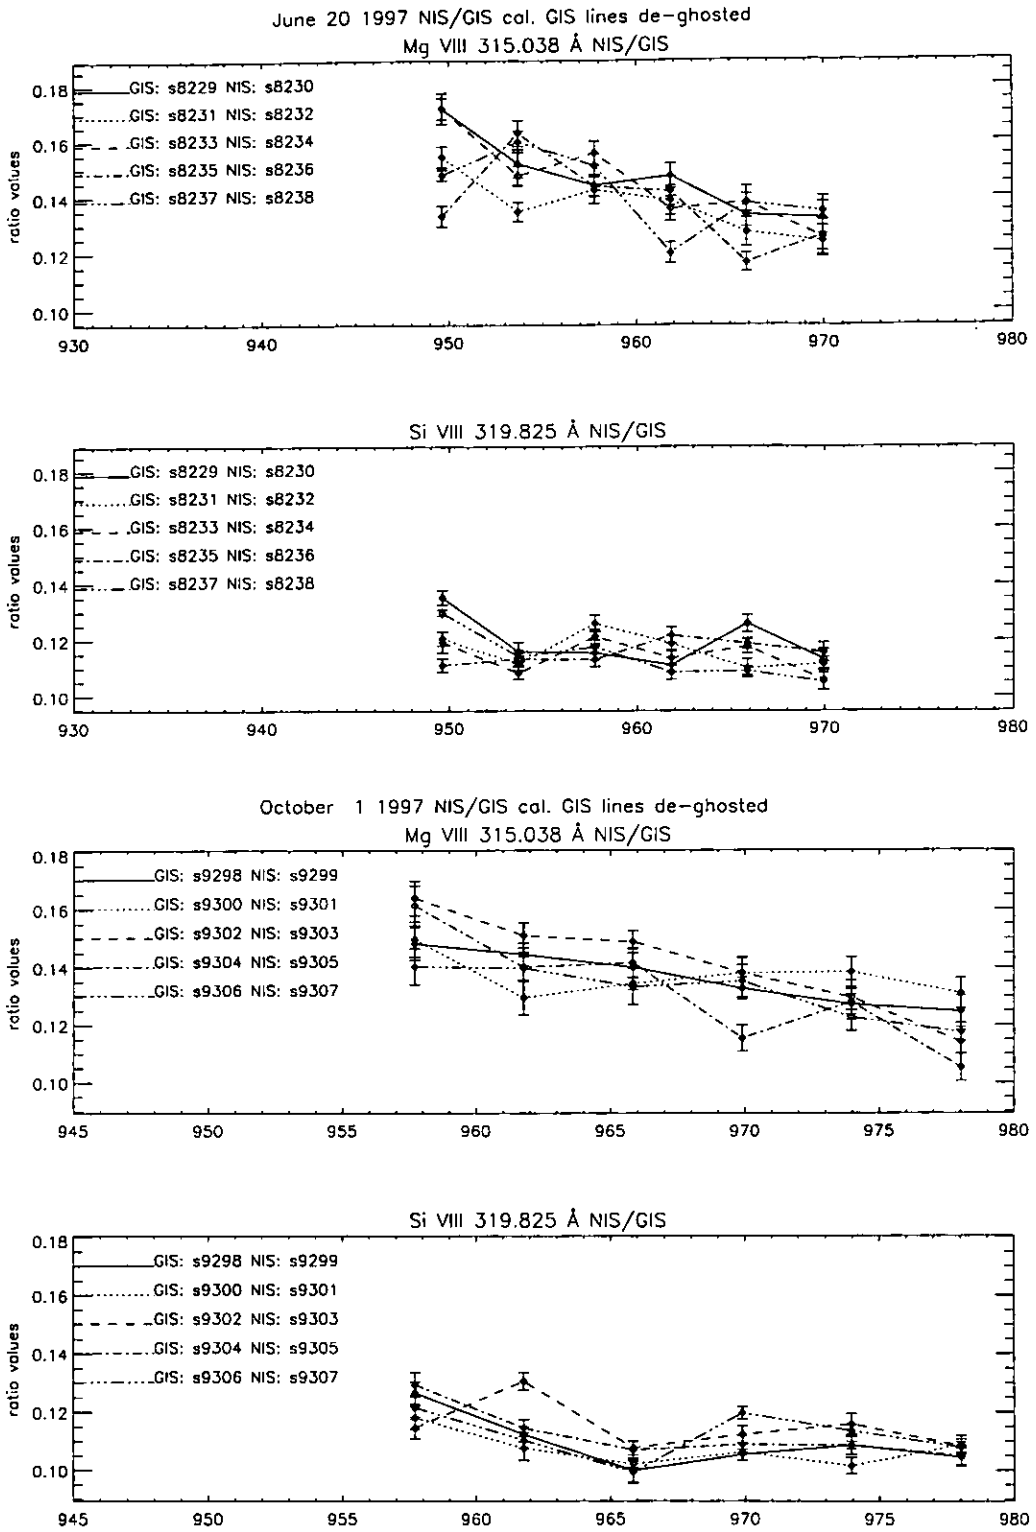 June 20 1997 NIS/GIS cal. GIS lines de-ghosted
Mg VIII 315.038 Å NIS/GIS
0.18
0.16
0.14
0.12
0.10
ratio values
GIS: s8229 NIS: s8230
GIS: s8231 NIS: s8232
GIS: s8233 NIS: s8234
GIS: s8235 NIS: s8236
GIS: s8237 NIS: s8238
930 940 950 960 970 980
Si VIII 319.825 Å NIS/GIS
0.18
0.16
0.14
0.12
0.10
ratio values
GIS: s8229 NIS: s8230
GIS: s8231 NIS: s8232
GIS: s8233 NIS: s8234
GIS: s8235 NIS: s8236
GIS: s8237 NIS: s8238
930 940 950 960 970 980
October 1 1997 NIS/GIS cal. GIS lines de-ghosted
Mg VIII 315.038 Å NIS/GIS
0.18
0.16
0.14
0.12
0.10
ratio values
GIS: s9298 NIS: s9299
GIS: s9300 NIS: s9301
GIS: s9302 NIS: s9303
GIS: s9304 NIS: s9305
GIS: s9306 NIS: s9307
945 950 955 960 965 970 975 980
Si VIII 319.825 Å NIS/GIS
0.18
0.16
0.14
0.12
0.10
ratio values
GIS: s9298 NIS: s9299
GIS: s9300 NIS: s9301
GIS: s9302 NIS: s9303
GIS: s9304 NIS: s9305
GIS: s9306 NIS: s9307
945 950 955 960 965 970 975 980